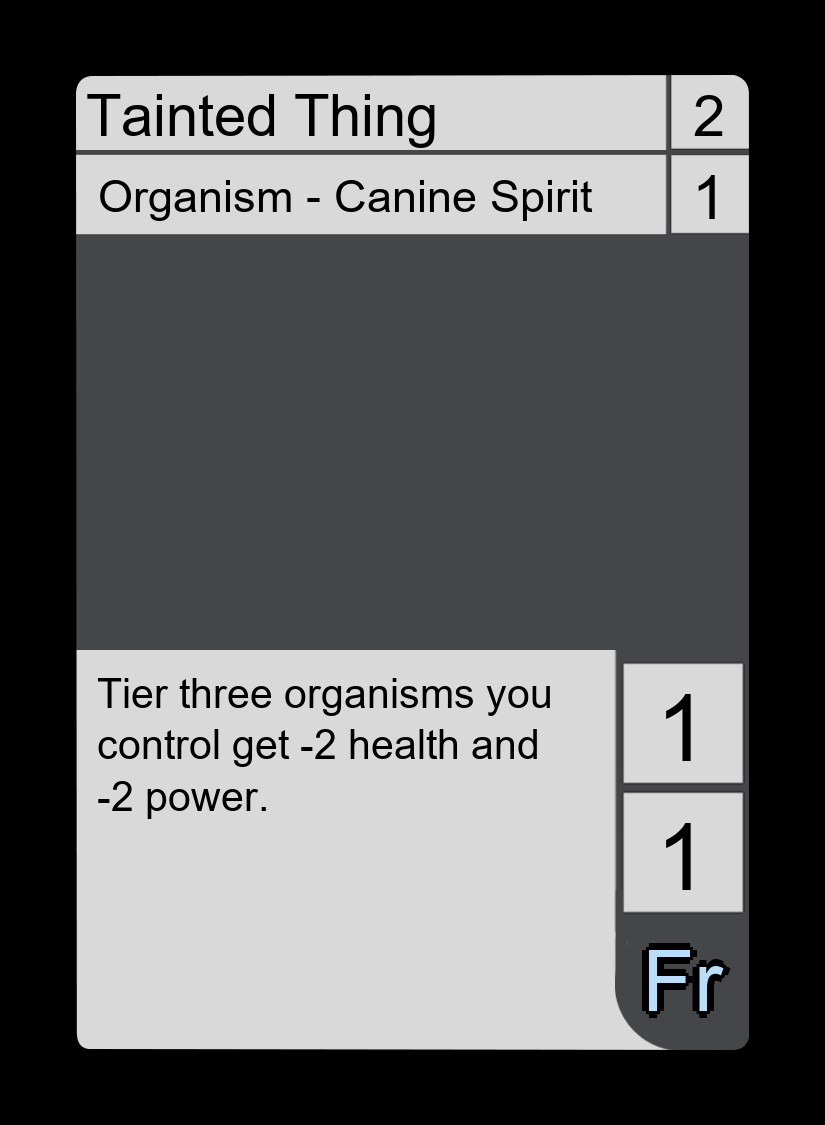 Tainted Thing
2
Organism - Canine Spirit
1
Tier three organisms you
control get -2 health and
-2 power.
1
1
Fr